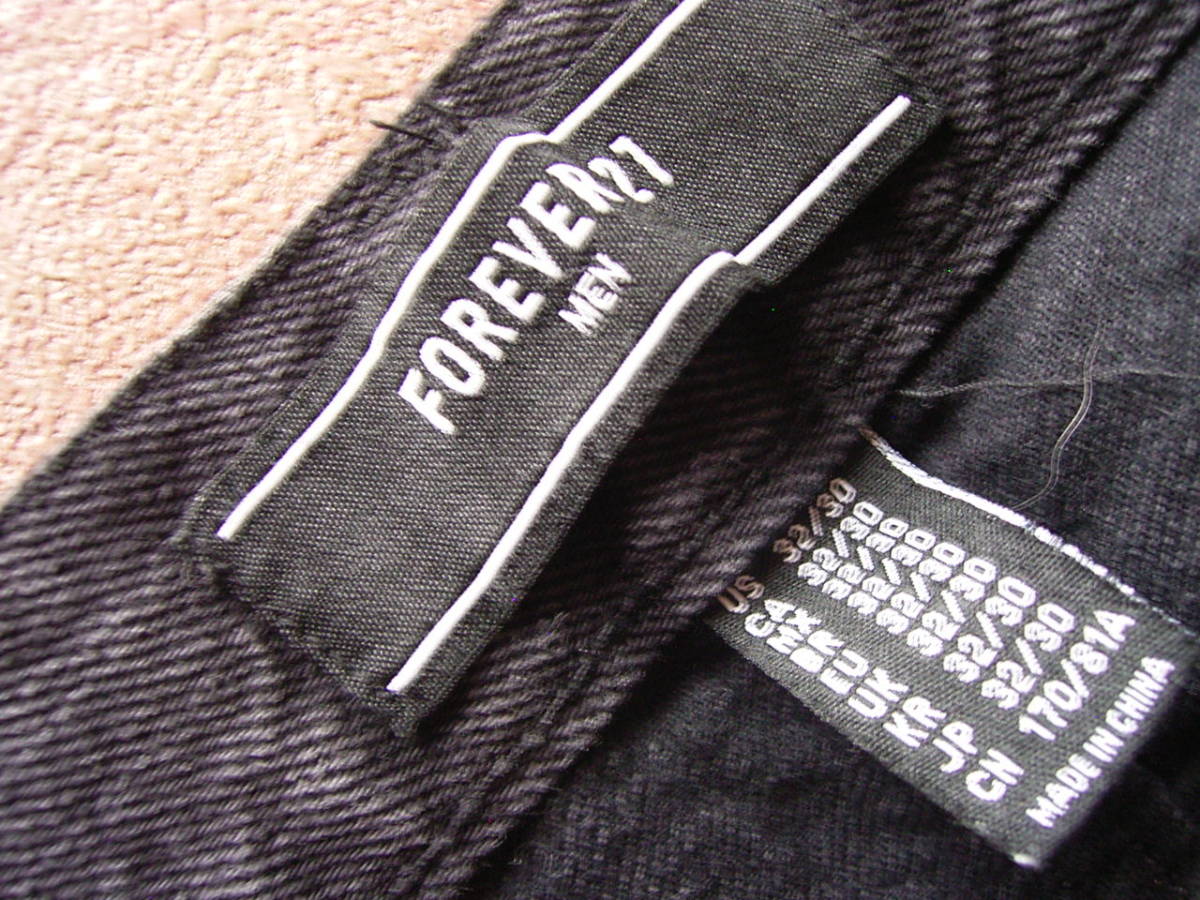 FOREVER21
MEN
US 32/30
CA 32/30
MX 32/30
BR 32/30
EU 32/30
UK 32/30
KR 32/30
JP 32/30
CN 170/81A
MADE IN CHINA